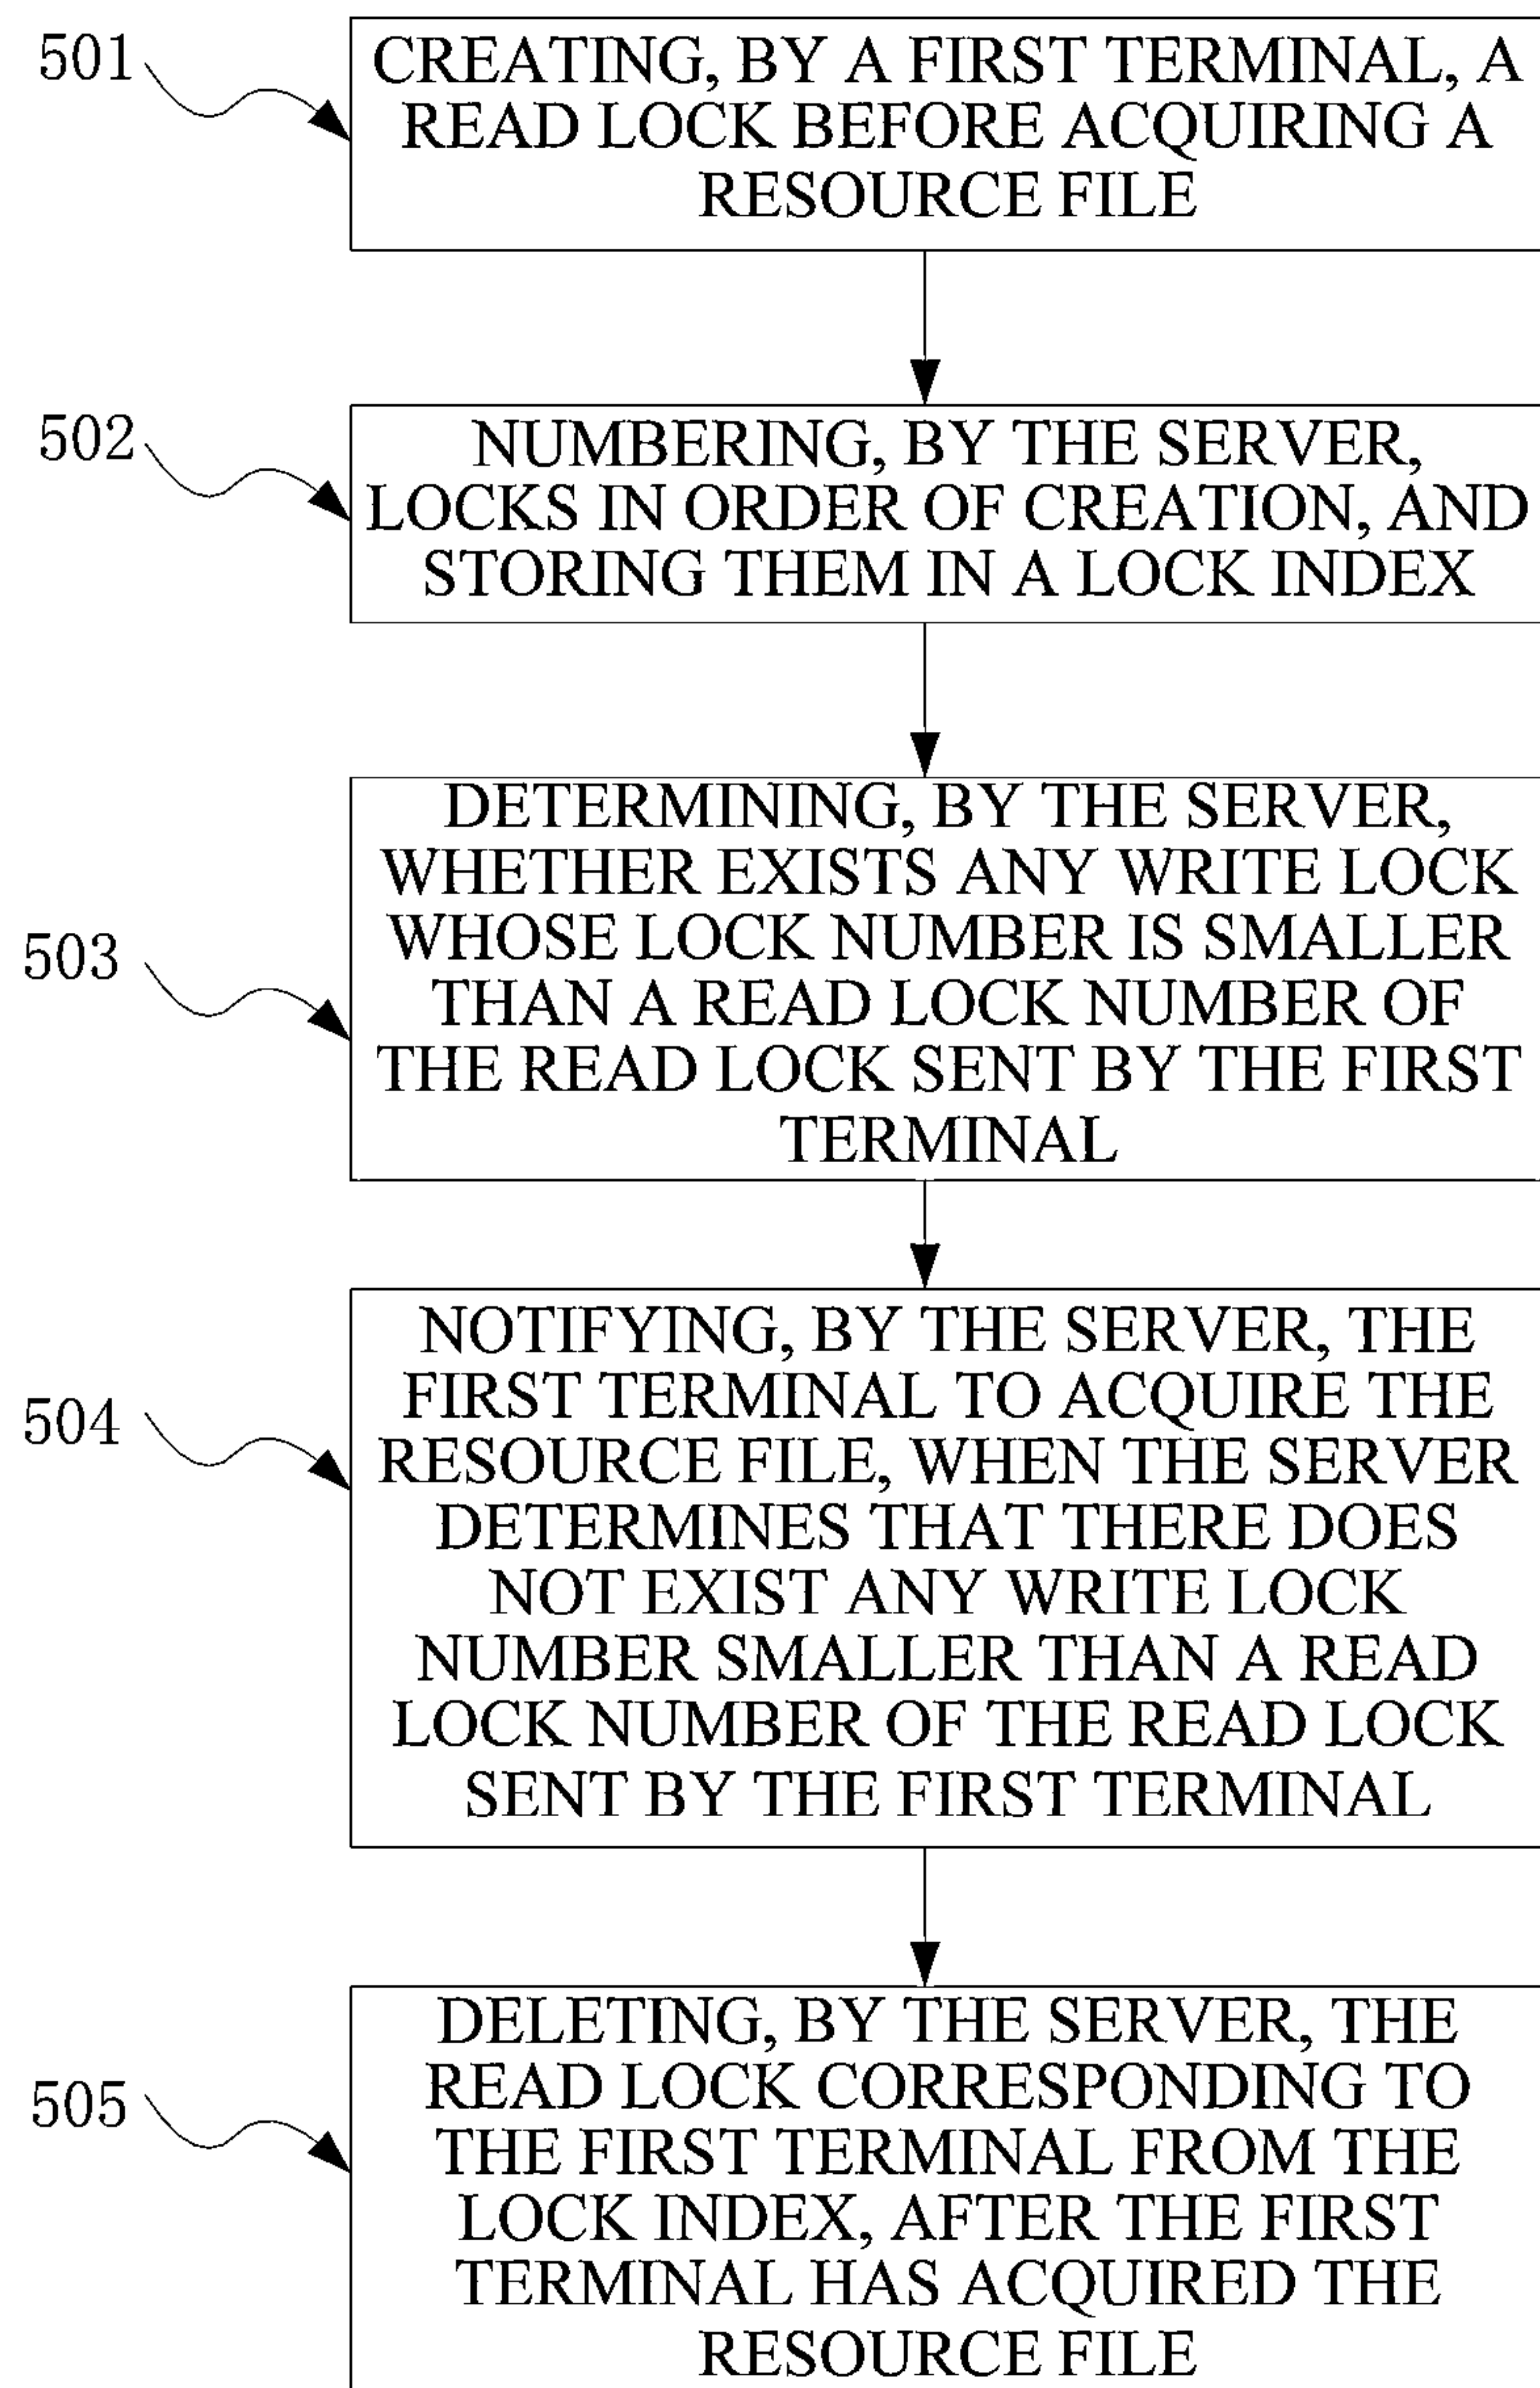 501
CREATING, BY A FIRST TERMINAL, A
READ LOCK BEFORE ACQUIRING A
RESOURCE FILE
502
NUMBERING, BY THE SERVER,
LOCKS IN ORDER OF CREATION, AND
STORING THEM IN A LOCK INDEX
503
DETERMINING, BY THE SERVER,
WHETHER EXISTS ANY WRITE LOCK
WHOSE LOCK NUMBER IS SMALLER
THAN A READ LOCK NUMBER OF
THE READ LOCK SENT BY THE FIRST
TERMINAL
504
NOTIFYING, BY THE SERVER, THE
FIRST TERMINAL TO ACQUIRE THE
RESOURCE FILE, WHEN THE SERVER
DETERMINES THAT THERE DOES
NOT EXIST ANY WRITE LOCK
NUMBER SMALLER THAN A READ
LOCK NUMBER OF THE READ LOCK
SENT BY THE FIRST TERMINAL
505
DELETING, BY THE SERVER, THE
READ LOCK CORRESPONDING TO
THE FIRST TERMINAL FROM THE
LOCK INDEX, AFTER THE FIRST
TERMINAL HAS ACQUIRED THE
RESOURCE FILE